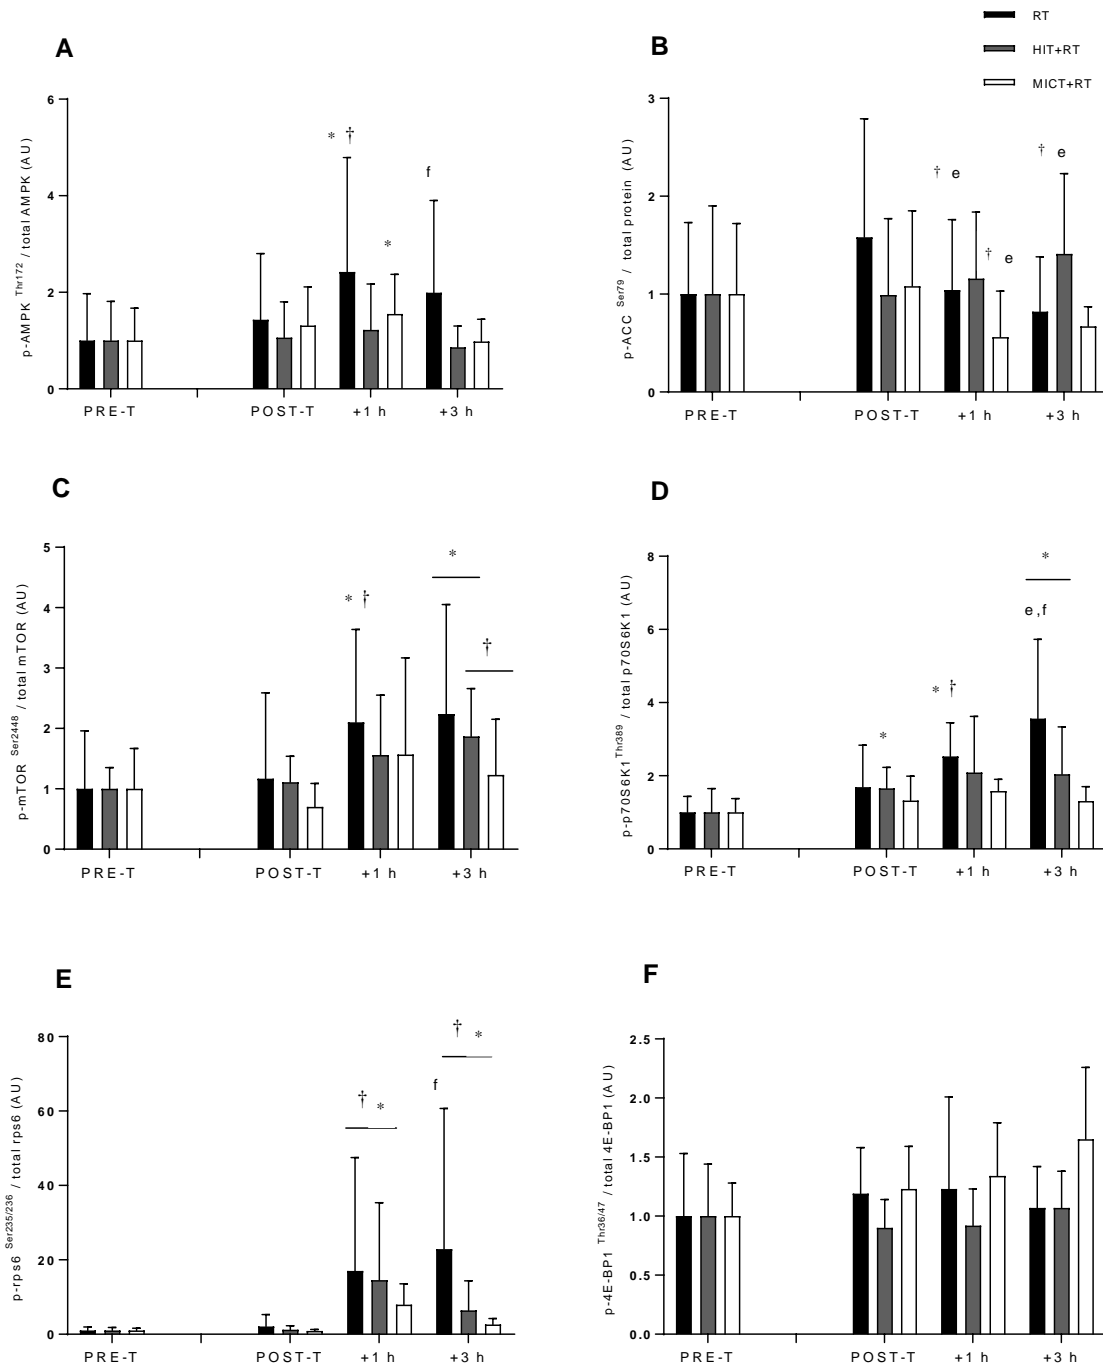 RT
HIT+RT
MICT+RT
A
p-AMPK Thr172 / total AMPK (AU)
6
4
2
0
* †
*
f
PRE-T POST-T +1 h +3 h
B
p-ACC Ser79 / total protein (AU)
3
2
1
0
† e
† e
† e
PRE-T POST-T +1 h +3 h
C
p-mTOR Ser2448 / total mTOR (AU)
5
4
3
2
1
0
* †
*
†
PRE-T POST-T +1 h +3 h
D
p-p70S6K1 Thr389 / total p70S6K1 (AU)
8
6
4
2
0
*
* †
*
e,f
PRE-T POST-T +1 h +3 h
E
p-rps6 Ser235/236 / total rps6 (AU)
80
60
40
20
0
† *
† *
f
PRE-T POST-T +1 h +3 h
F
p-4E-BP1 Thr36/47 / total 4E-BP1 (AU)
2.5
2.0
1.5
1.0
0.5
0.0
PRE-T POST-T +1 h +3 h